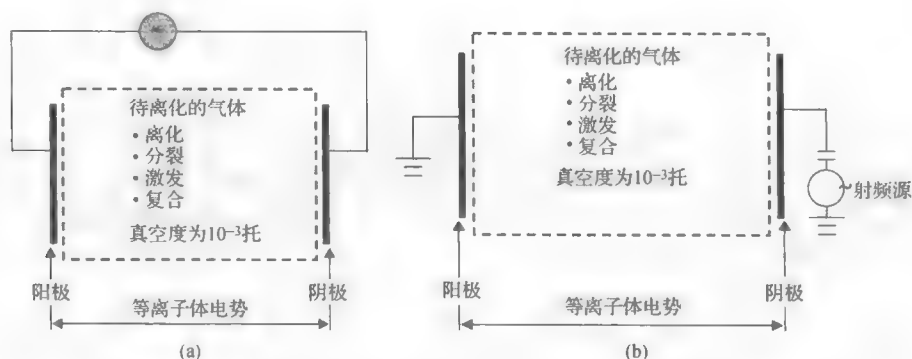 待离化的气体
·离化
·分裂
·激发
·复合
真空度为10⁻³托
阳极
阴极
等离子体电势
(a)
待离化的气体
·离化
·分裂
·激发
·复合
真空度为10⁻³托
~射频源
阳极
阴极
等离子体电势
(b)